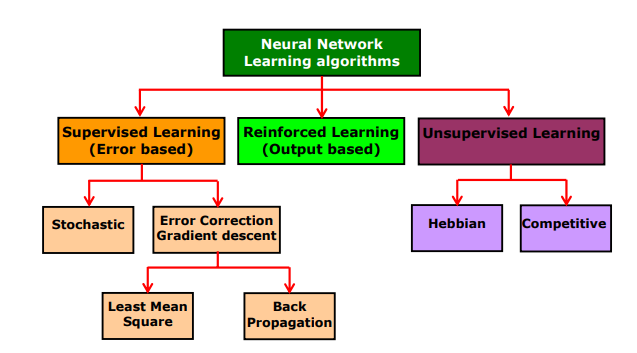 Neural Network
Learning algorithms
Supervised Learning
(Error based)
Reinforced Learning
(Output based)
Unsupervised Learning
Stochastic
Error Correction
Gradient descent
Hebbian
Competitive
Least Mean
Square
Back
Propagation